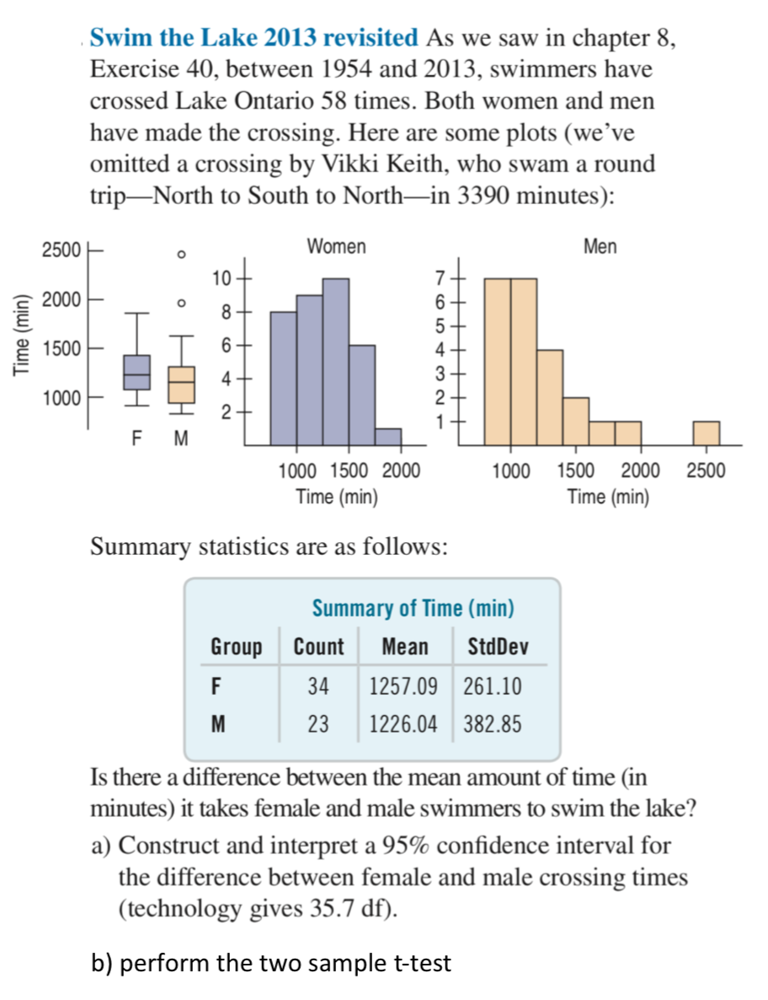 Swim the Lake 2013 revisited As we saw in chapter 8,
Exercise 40, between 1954 and 2013, swimmers have
crossed Lake Ontario 58 times. Both women and men
have made the crossing. Here are some plots (we've
omitted a crossing by Vikki Keith, who swam a round
trip—North to South to North—in 3390 minutes):
Time (min)
2500
2000
1500
1000
F M
Women
10
8
6
4
2
1000 1500 2000
Time (min)
Men
7
6
5
4
3
2
1
1000 1500 2000 2500
Time (min)
Summary statistics are as follows:
Summary of Time (min)
Group Count Mean StdDev
F 34 1257.09 261.10
M 23 1226.04 382.85
Is there a difference between the mean amount of time (in
minutes) it takes female and male swimmers to swim the lake?
a) Construct and interpret a 95% confidence interval for
the difference between female and male crossing times
(technology gives 35.7 df).
b) perform the two sample t-test